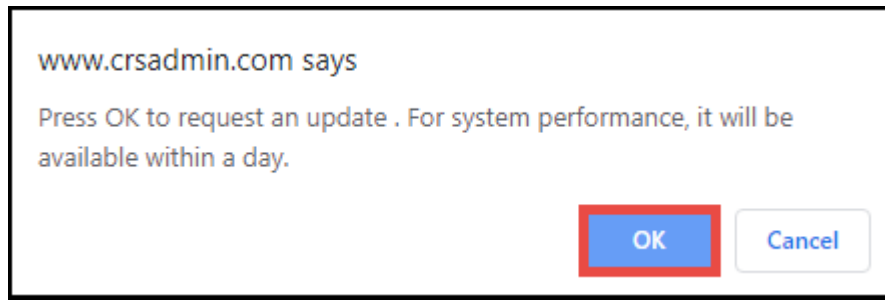 www.crsadmin.com says
Press OK to request an update . For system performance, it will be
available within a day.
OK
Cancel